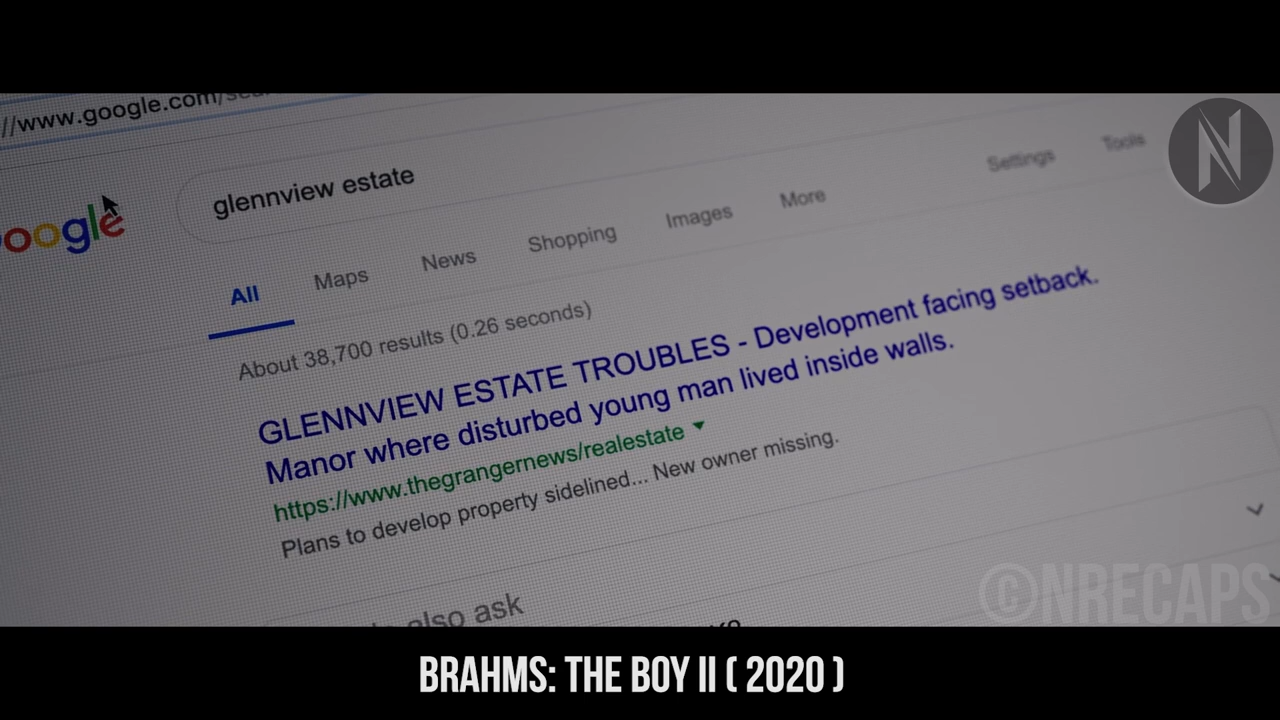 //www.google.com/sea
oogle
glennview estate
All Maps News Shopping Images More Settings Tools
About 38,700 results (0.26 seconds)
GLENNVIEW ESTATE TROUBLES - Development facing setback.
Manor where disturbed young man lived inside walls.
https://www.thegrangernews/realestate
Plans to develop property sidelined... New owner missing.
also ask
©NRECAPS
N
BRAHMS: THE BOY II ( 2020 )